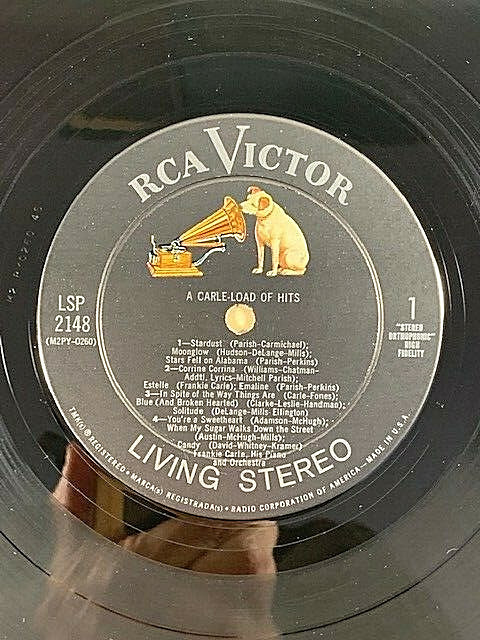 RCA VICTOR
A CARLE-LOAD OF HITS
LSP
2148
(M2PY-0260)
1
"STEREO
ORTHOPHONIC"
HIGH
FIDELITY
1—Stardust (Parish-Carmichael);
Moonglow (Hudson-DeLange-Mills);
Stars Fell on Alabama (Parish-Perkins)
2—Corrine Corrina (Williams-Chatman-
Addtl. Lyrics-Mitchell Parish);
Estelle (Frankie Carle); Emaline (Parish-Perkins)
3—In Spite of the Way Things Are (Carle-Fones);
Blue (And Broken Hearted) (Clarke-Leslie-Handman);
Solitude (DeLange-Mills-Ellington)
4—You're a Sweetheart (Adamson-McHugh);
When My Sugar Walks Down the Street
(Austin-McHugh-Mills);
Candy (David-Whitney-Kramer)
Frankie Carle, His Piano
and Orchestra
LIVING STEREO
TMK(s) ® REGISTERED • MARCA(s) REGISTRADA(s) • RADIO CORPORATION OF AMERICA—MADE IN U.S.A.